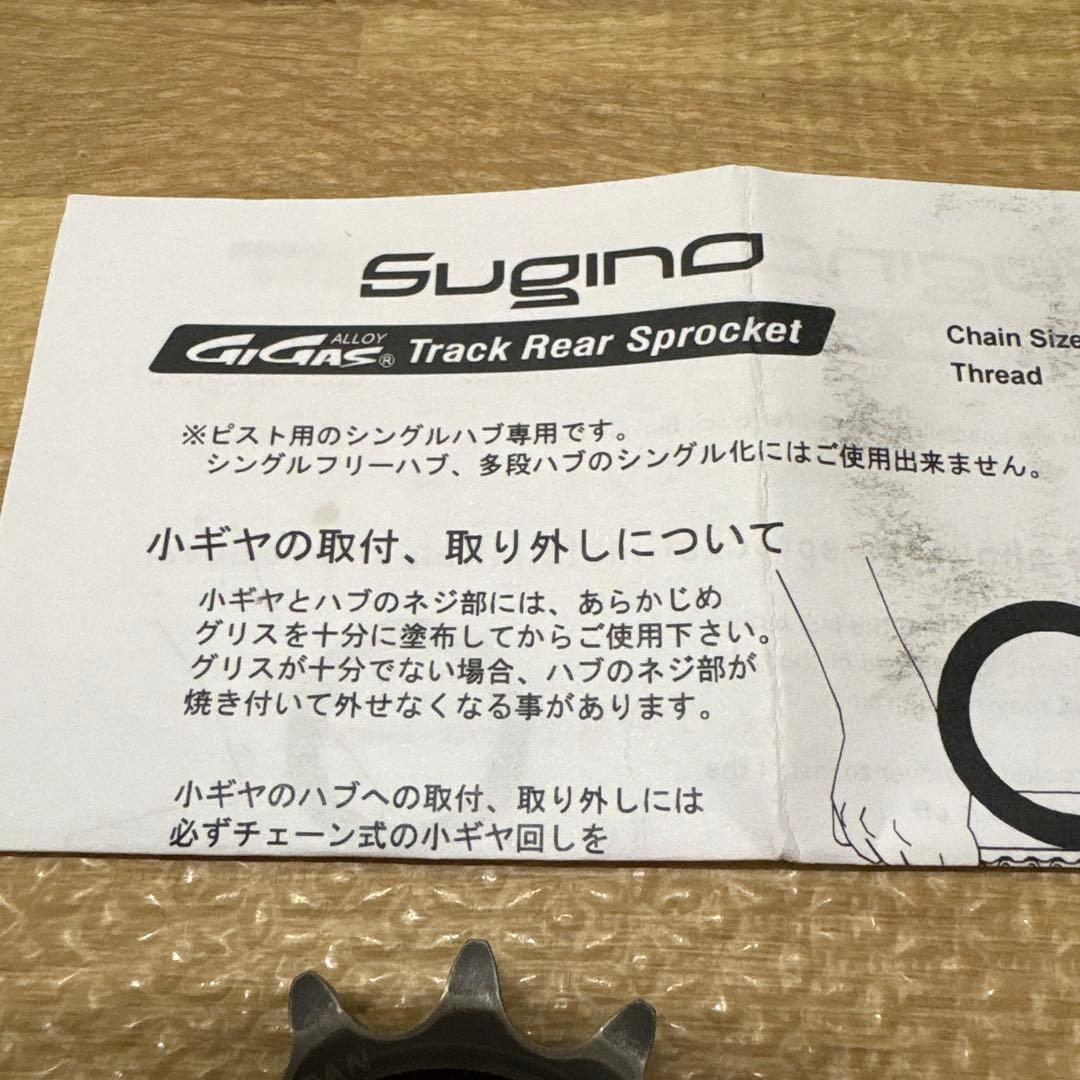 Sugino
GIGAS ALLOY® Track Rear Sprocket
Chain Size
Thread
※ピスト用のシングルハブ専用です。
シングルフリーハブ、多段ハブのシングル化にはご使用出来ません。
小ギヤの取付、取り外しについて
小ギヤとハブのネジ部には、あらかじめ
グリスを十分に塗布してからご使用下さい。
グリスが十分でない場合、ハブのネジ部が
焼き付いて外せなくなる事があります。
小ギヤのハブへの取付、取り外しには
必ずチェーン式の小ギヤ回しを